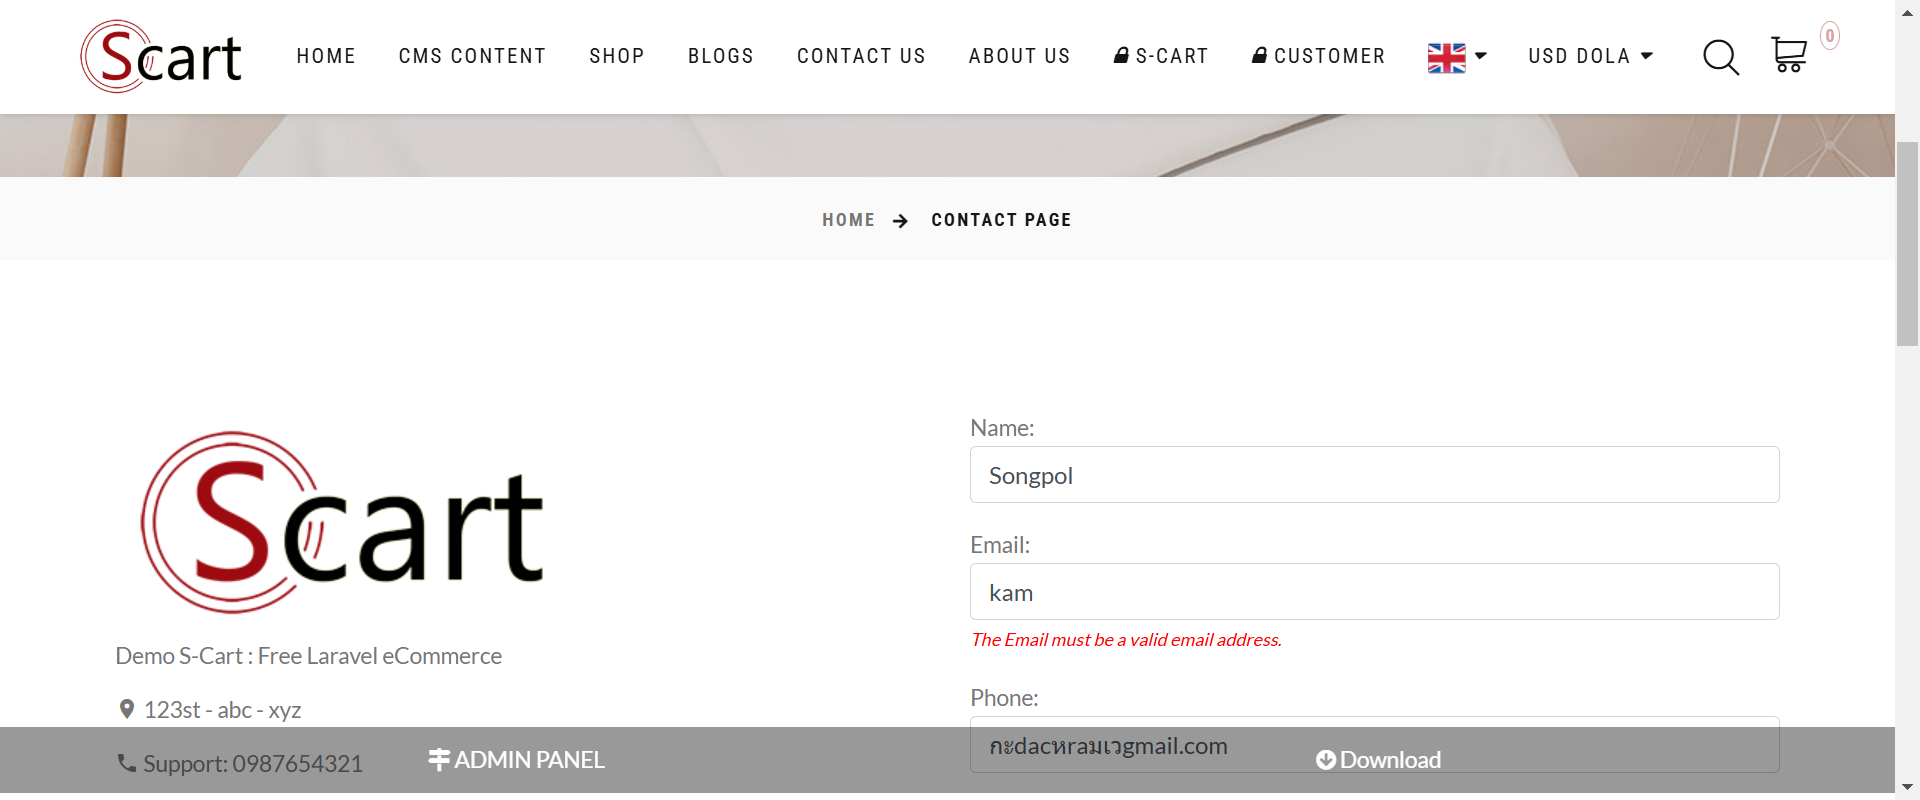 Scart
HOME
CMS CONTENT
SHOP
BLOGS
CONTACT US
ABOUT US
S-CART
CUSTOMER
USD DOLA
0
HOME
CONTACT PAGE
Scart
Demo S-Cart : Free Laravel eCommerce
123st - abc - xyz
Support: 0987654321
Name:
Songpol
Email:
kam
The Email must be a valid email address.
Phone:
กะdacหramเวgmail.com
ADMIN PANEL
Download